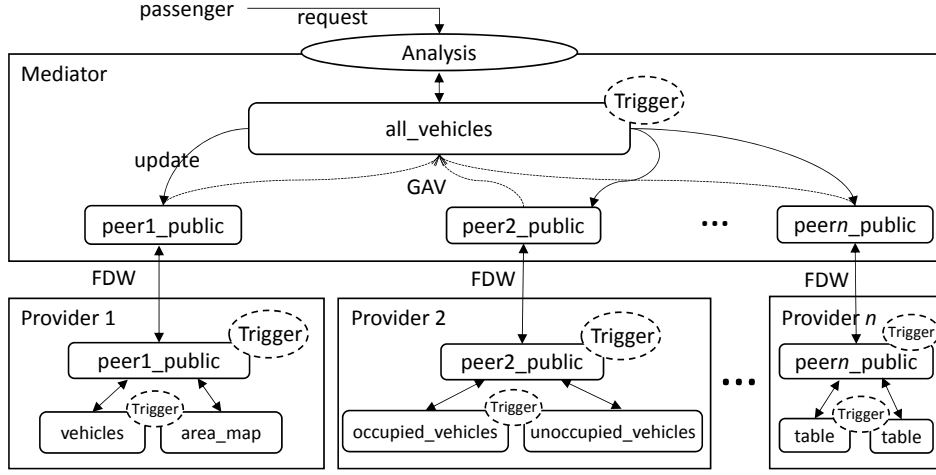 passenger
request
Analysis
Mediator
Trigger
all_vehicles
update
GAV
peer1_public
peer2_public
...
peern_public
FDW
FDW
FDW
Provider 1
Trigger
peer1_public
Trigger
vehicles
area_map
Provider 2
Trigger
peer2_public
Trigger
occupied_vehicles
unoccupied_vehicles
...
Provider n
Trigger
peern_public
Trigger
table
table